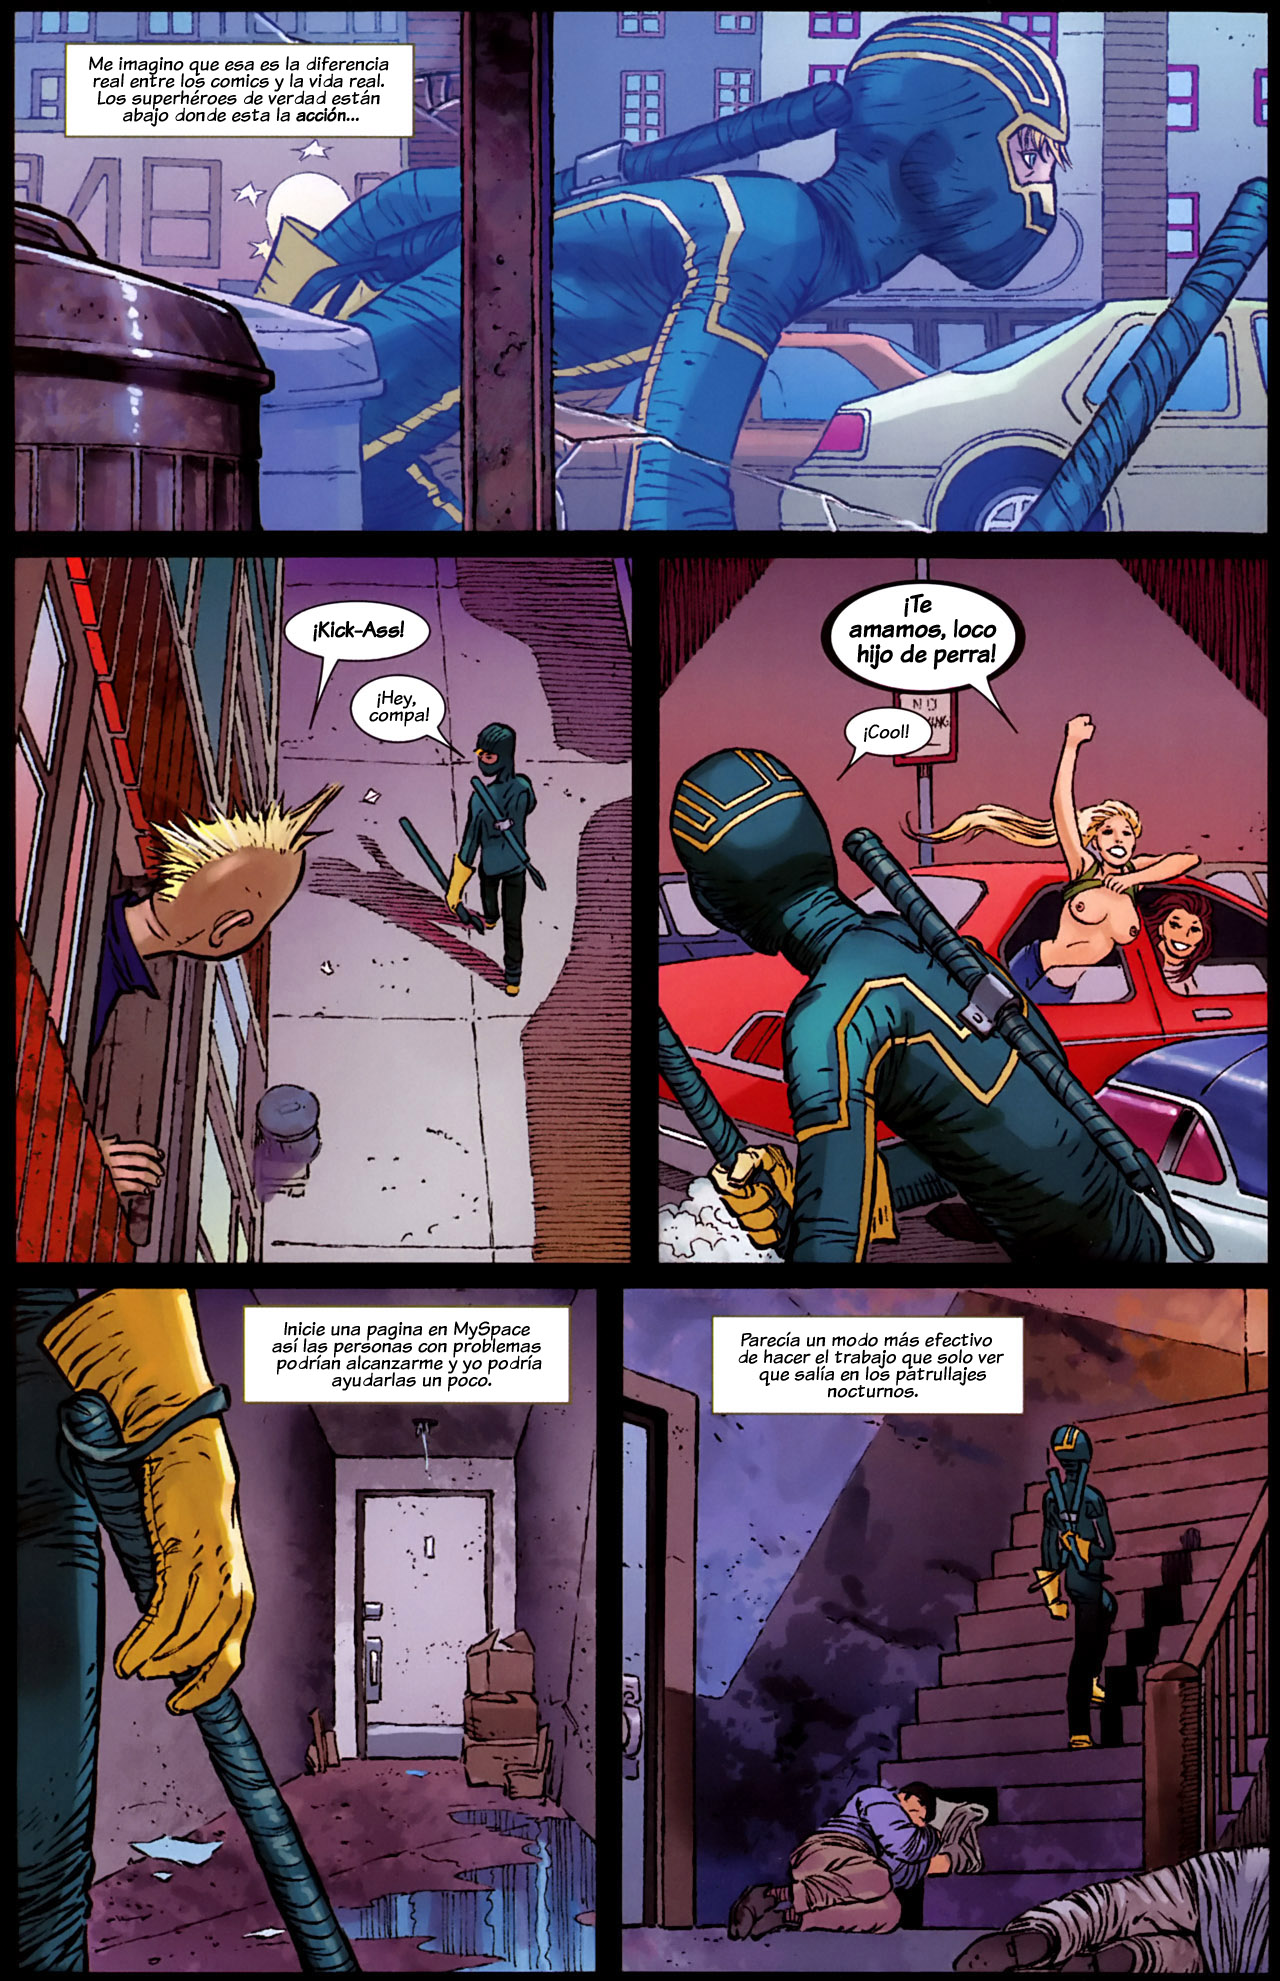 Me imagino que esa es la diferencia
real entre los comics y la vida real.
Los superhéroes de verdad están
abajo donde esta la acción...
¡Kick-Ass!
¡Hey,
compa!
¡Te
amamos, loco
hijo de perra!
¡Cool!
NO
Inicie una pagina en MySpace
así las personas con problemas
podrían alcanzarme y yo podría
ayudarlas un poco.
Parecía un modo más efectivo
de hacer el trabajo que solo ver
que salía en los patrullajes
nocturnos.